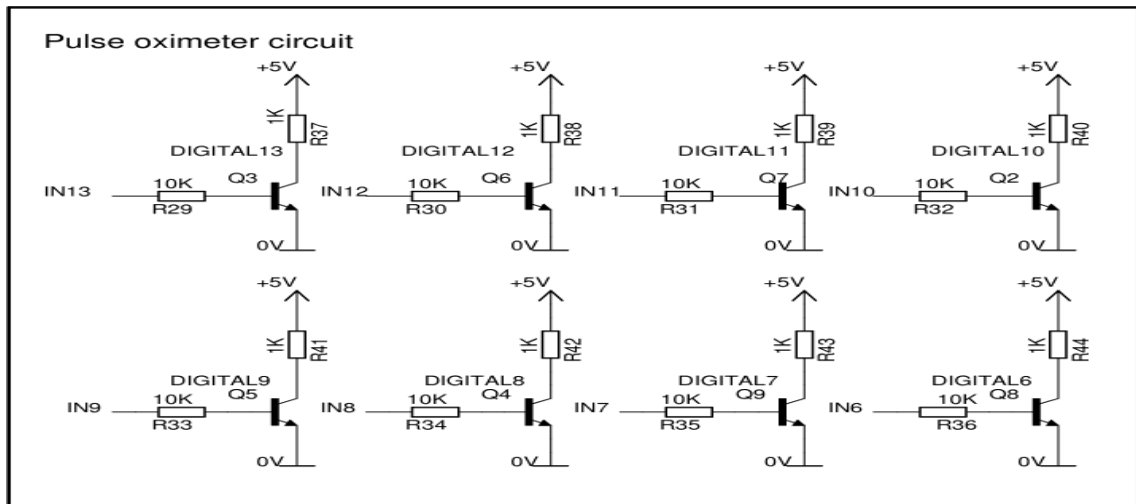 Pulse oximeter circuit
+5V +5V +5V +5V
1K R37 1K R38 1K R39 1K R40
DIGITAL13 DIGITAL12 DIGITAL11 DIGITAL10
IN13 10K Q3 IN12 10K Q6 IN11 10K Q7 IN10 10K Q2
R29 R30 R31 R32
0V 0V 0V 0V
+5V +5V +5V +5V
1K R41 1K R42 1K R43 1K R44
DIGITAL9 DIGITAL8 DIGITAL7 DIGITAL6
IN9 10K Q5 IN8 10K Q4 IN7 10K Q9 IN6 10K Q8
R33 R34 R35 R36
0V 0V 0V 0V